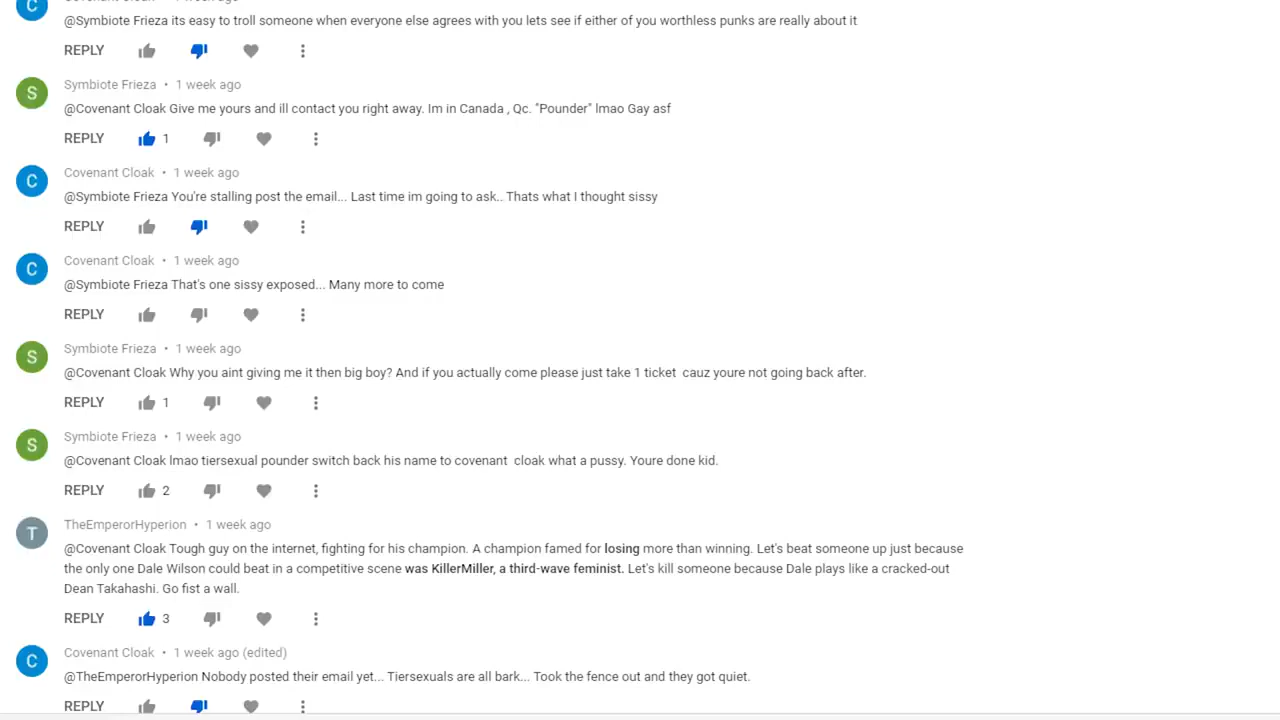 @Symbiote Frieza its easy to troll someone when everyone else agrees with you lets see if either of you worthless punks are really about it
REPLY
S
Symbiote Frieza • 1 week ago
@Covenant Cloak Give me yours and ill contact you right away. Im in Canada , Qc. "Pounder" lmao Gay asf
REPLY 1
C
Covenant Cloak • 1 week ago
@Symbiote Frieza You're stalling post the email... Last time im going to ask.. Thats what I thought sissy
REPLY
C
Covenant Cloak • 1 week ago
@Symbiote Frieza That's one sissy exposed... Many more to come
REPLY
S
Symbiote Frieza • 1 week ago
@Covenant Cloak Why you aint giving me it then big boy? And if you actually come please just take 1 ticket  cauz youre not going back after.
REPLY 1
S
Symbiote Frieza • 1 week ago
@Covenant Cloak lmao tiersexual pounder switch back his name to covenant  cloak what a pussy. Youre done kid.
REPLY 2
T
TheEmperorHyperion • 1 week ago
@Covenant Cloak Tough guy on the internet, fighting for his champion. A champion famed for losing more than winning. Let's beat someone up just because
the only one Dale Wilson could beat in a competitive scene was KillerMiller, a third-wave feminist. Let's kill someone because Dale plays like a cracked-out
Dean Takahashi. Go fist a wall.
REPLY 3
C
Covenant Cloak • 1 week ago (edited)
@TheEmperorHyperion Nobody posted their email yet... Tiersexuals are all bark... Took the fence out and they got quiet.
REPLY